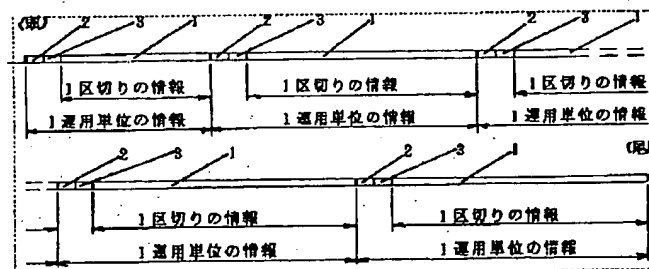 (頭) 2 3 1 2 3 1 2 3 1
1区切りの情報 1区切りの情報 1区切りの情報
1運用単位の情報 1運用単位の情報 1運用単位の情報
2 3 1 2 3 1 (尾)
1区切りの情報 1区切りの情報
1運用単位の情報 1運用単位の情報